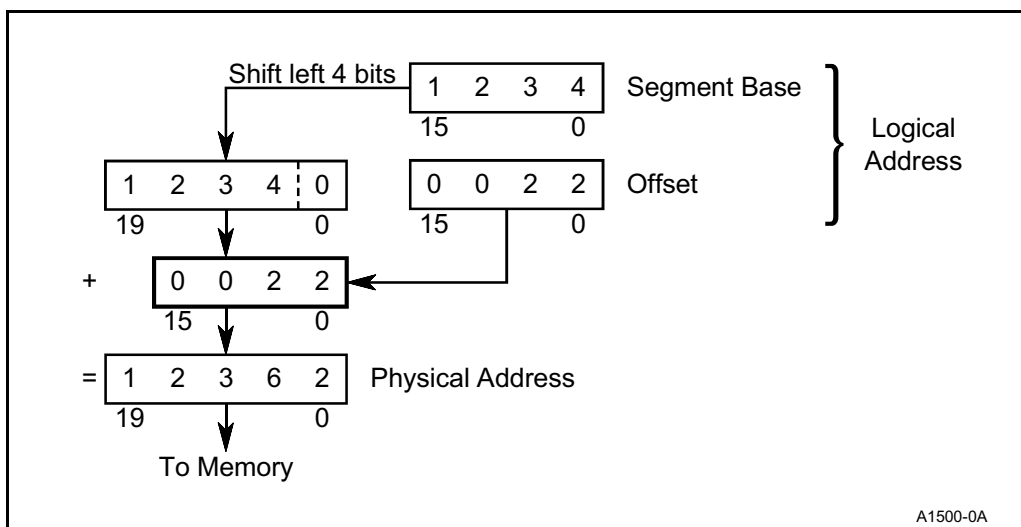 Shift left 4 bits
1 2 3 4 Segment Base
15 0
Logical
Address
1 2 3 4 0
19 0
0 0 2 2 Offset
15 0
+ 0 0 2 2
15 0
= 1 2 3 6 2 Physical Address
19 0
To Memory
A1500-0A